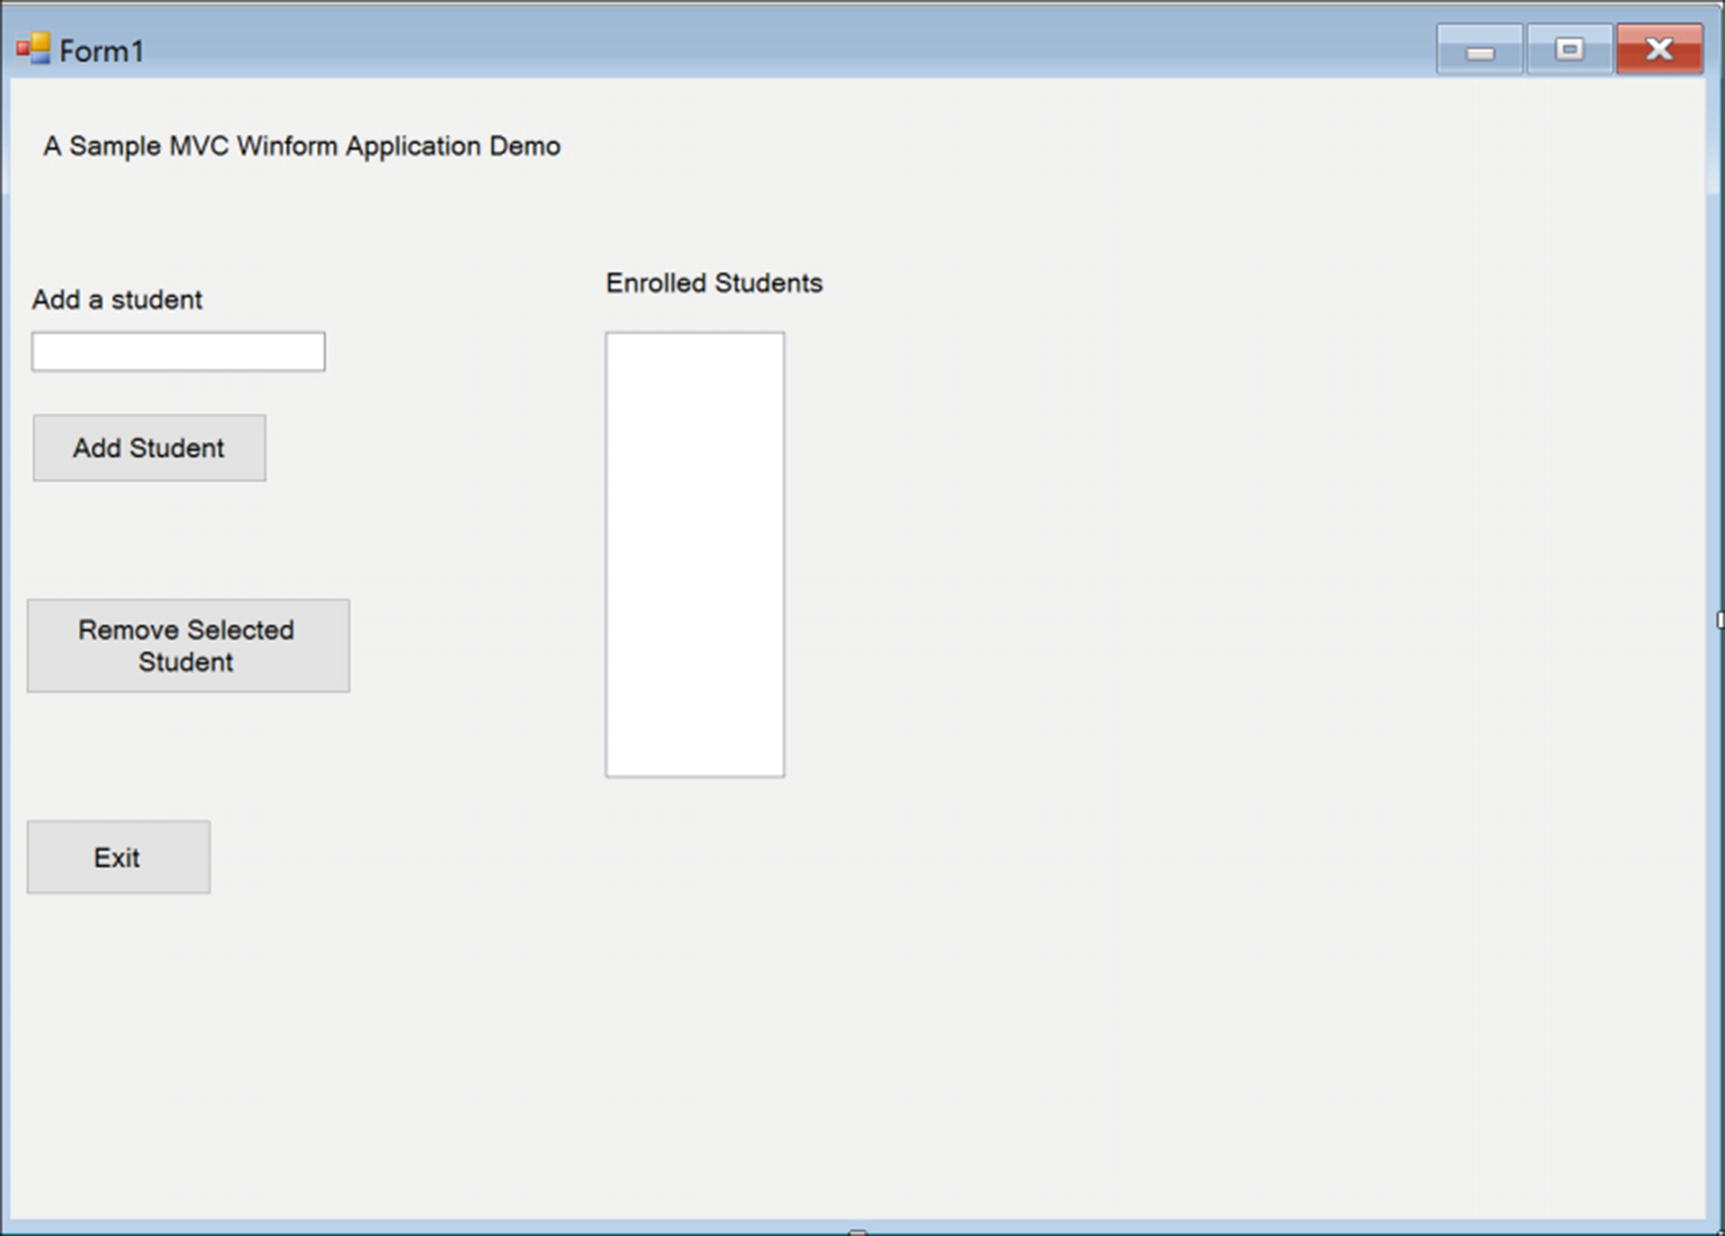 Form1
A Sample MVC Winform Application Demo
Add a student
Enrolled Students
Add Student
Remove Selected
Student
Exit